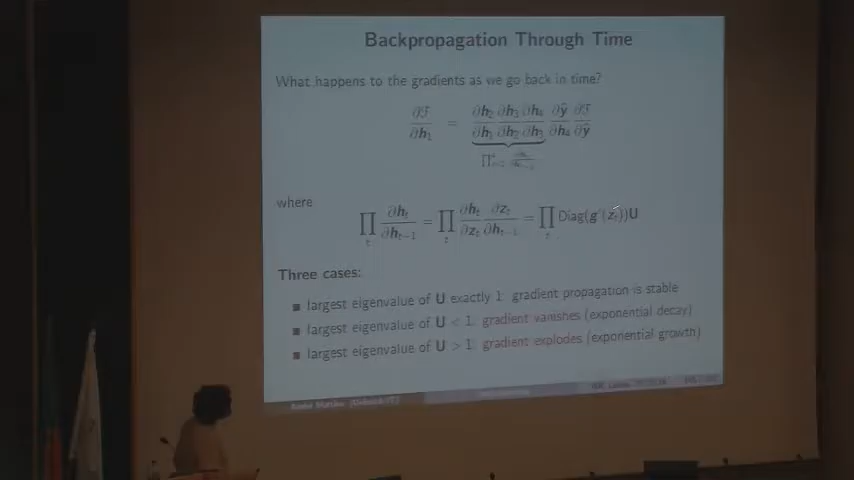 Backpropagation Through Time
What happens to the gradients as we go back in time?
∂ℱ/∂h₁ = ∂h₂/∂h₁ ∂h₃/∂h₂ ∂h₄/∂h₃ ∂ŷ/∂h₄ ∂ℱ/∂ŷ
where
∏ₜ ∂hₜ/∂hₜ₋₁ = ∏ₜ ∂hₜ/∂zₜ ∂zₜ/∂hₜ₋₁ = ∏ₜ Diag(g′(zₜ))U
Three cases:
■ largest eigenvalue of U exactly 1: gradient propagation is stable
■ largest eigenvalue of U < 1: gradient vanishes (exponential decay)
■ largest eigenvalue of U > 1: gradient explodes (exponential growth)